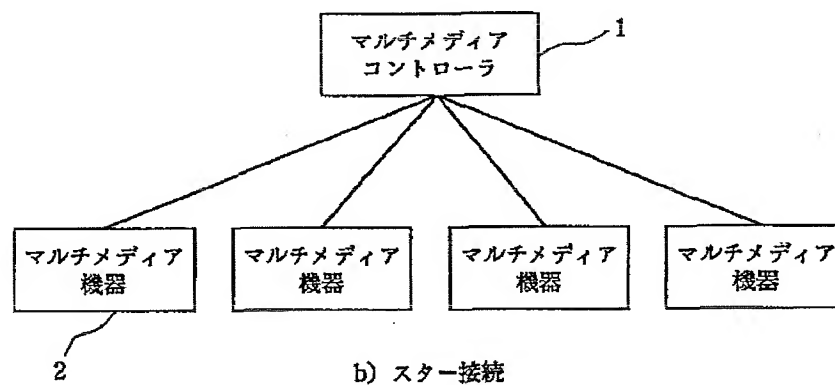 マルチメディア
コントローラ
1
マルチメディア
機器
マルチメディア
機器
マルチメディア
機器
マルチメディア
機器
2
b) スター接続